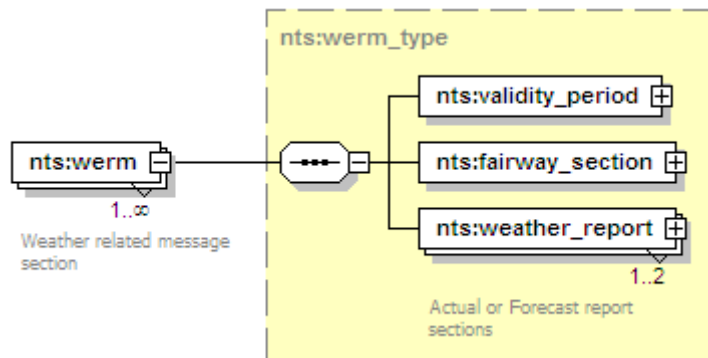 nts:werm_type
nts:validity_period
nts:werm
nts:fairway_section
1..∞
nts:weather_report
Weather related message
section
1..2
Actual or Forecast report
sections